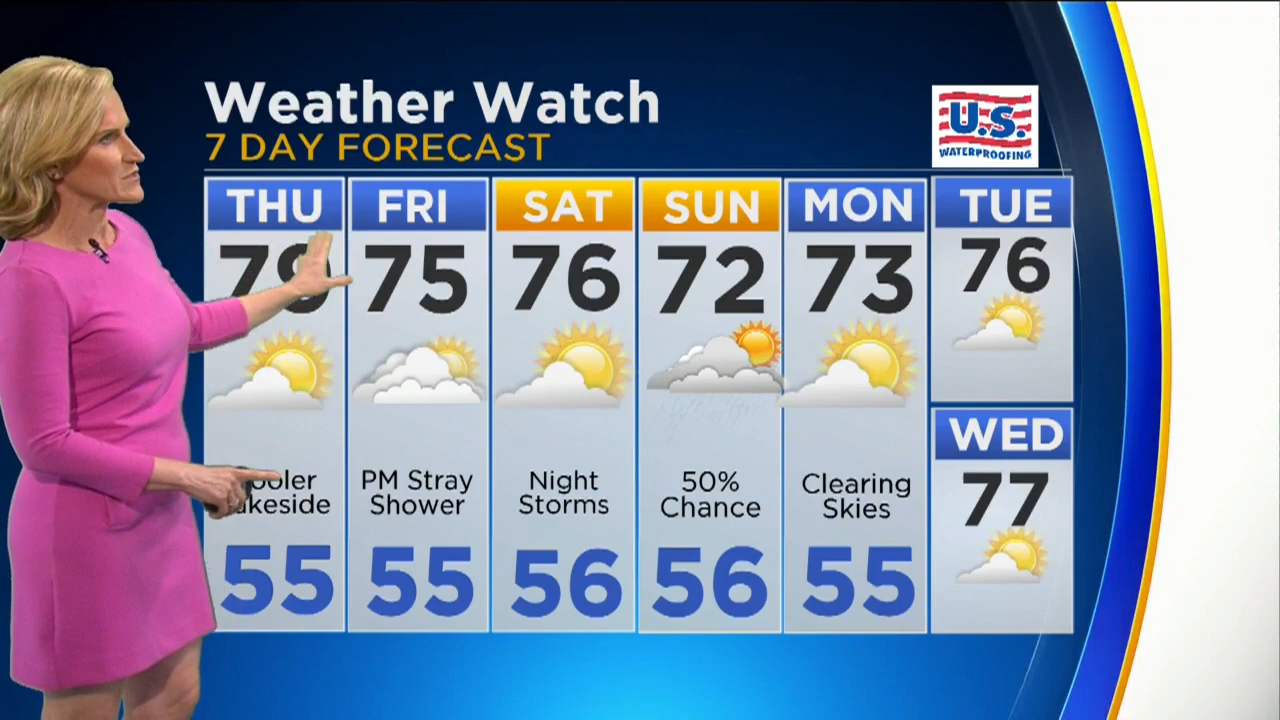 Weather Watch
7 DAY FORECAST
U.S.
WATERPROOFING
THU
FRI
SAT
SUN
MON
TUE
75
76
72
73
76
WED
77
PM Stray
Shower
Night
Storms
50%
Chance
Clearing
Skies
55
55
56
56
55